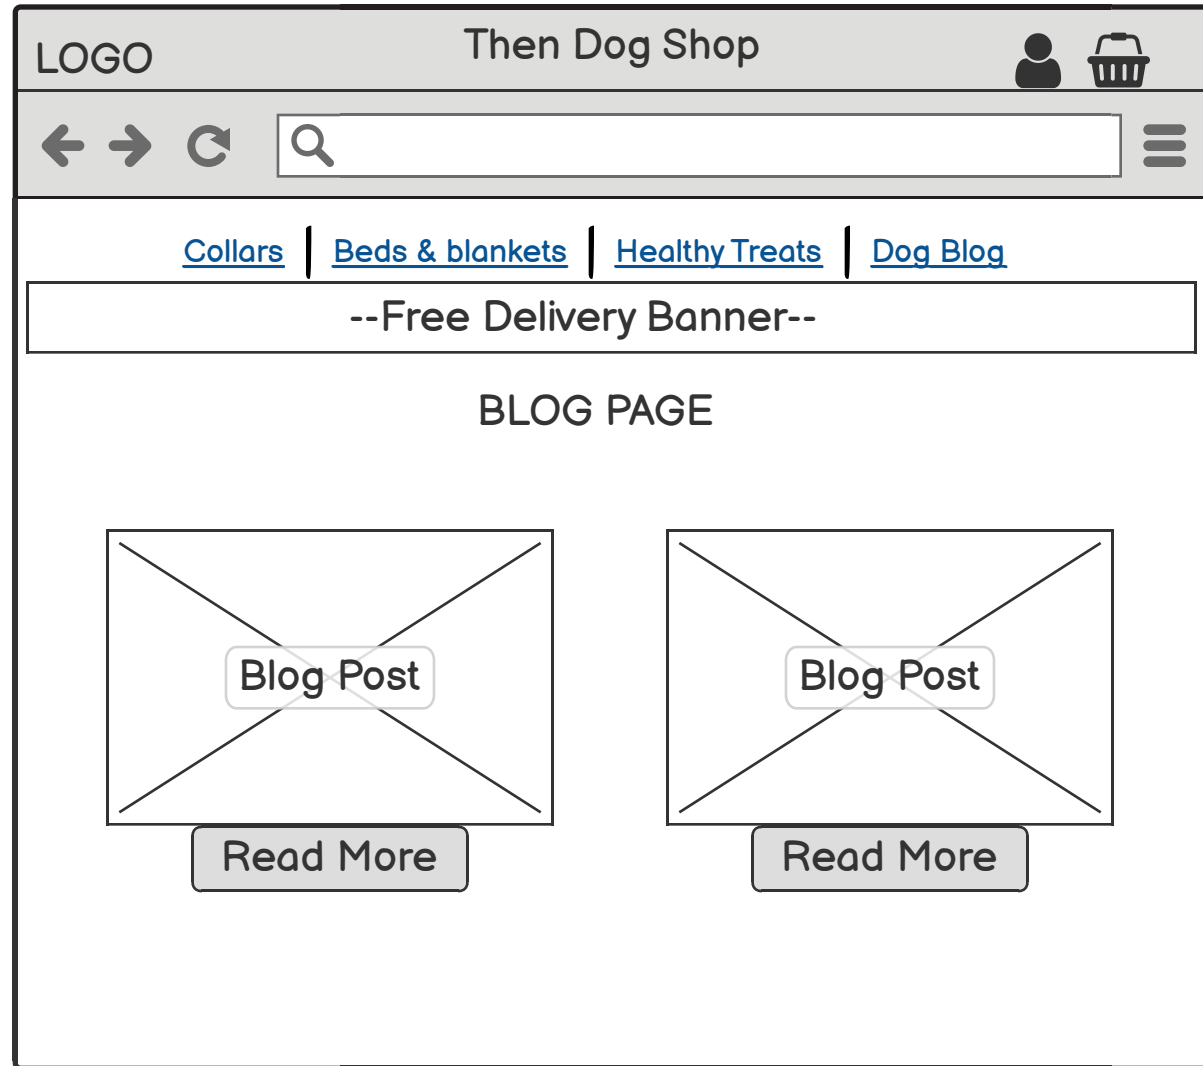 LOGO
Then Dog Shop
Collars Beds & blankets Healthy Treats Dog Blog
--Free Delivery Banner--
BLOG PAGE
Blog Post Blog Post
Read More Read More